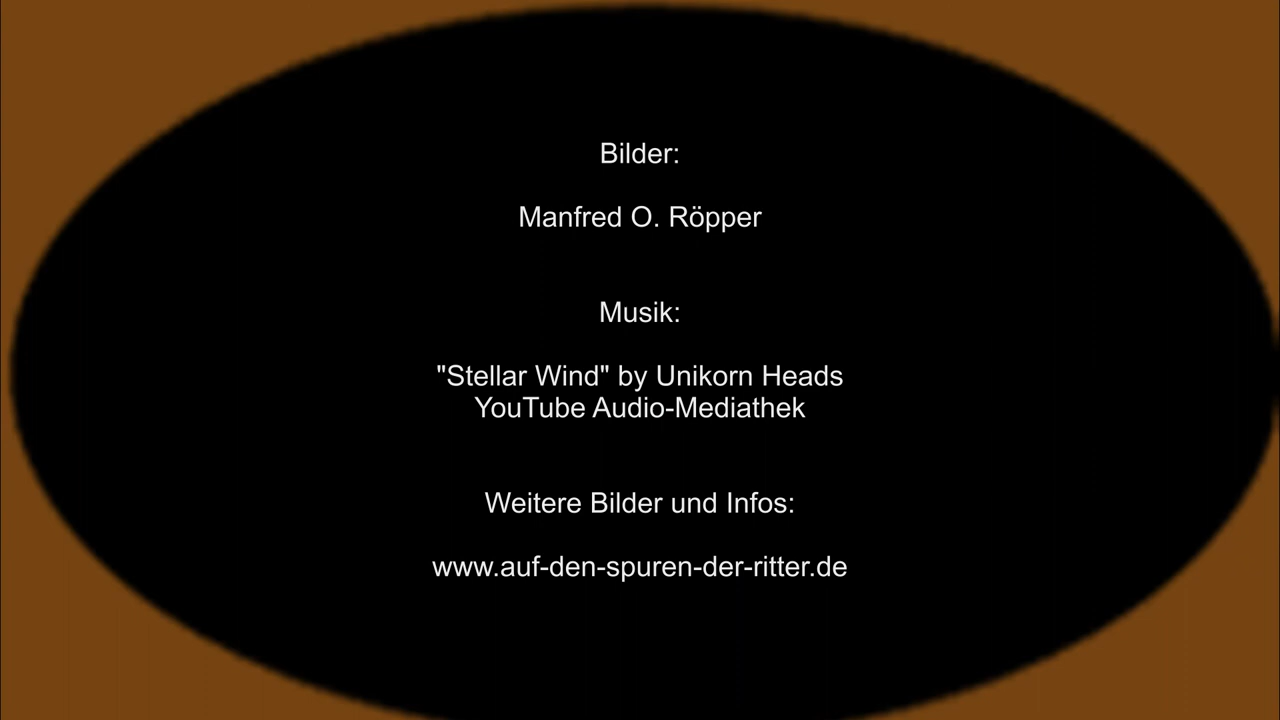 Bilder:
Manfred O. Röpper
Musik:
"Stellar Wind" by Unikorn Heads
YouTube Audio-Mediathek
Weitere Bilder und Infos:
www.auf-den-spuren-der-ritter.de